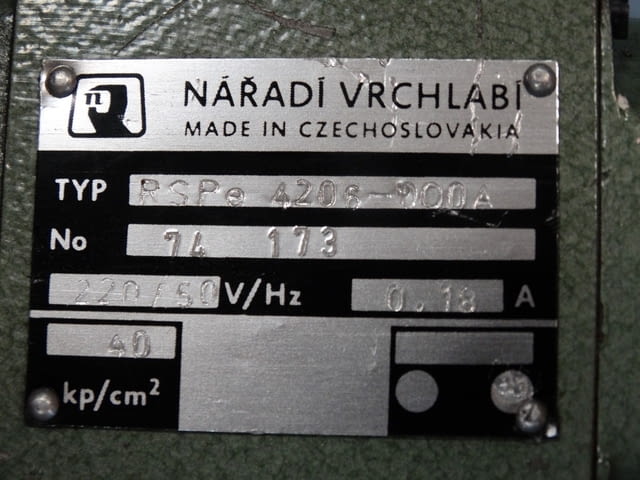 n
NÁŘADÍ VRCHLABÍ
MADE IN CZECHOSLOVAKIA
TYP RSPe 4206-900A
No 74 173
220/50 V/Hz 0.18 A
40
kp/cm²